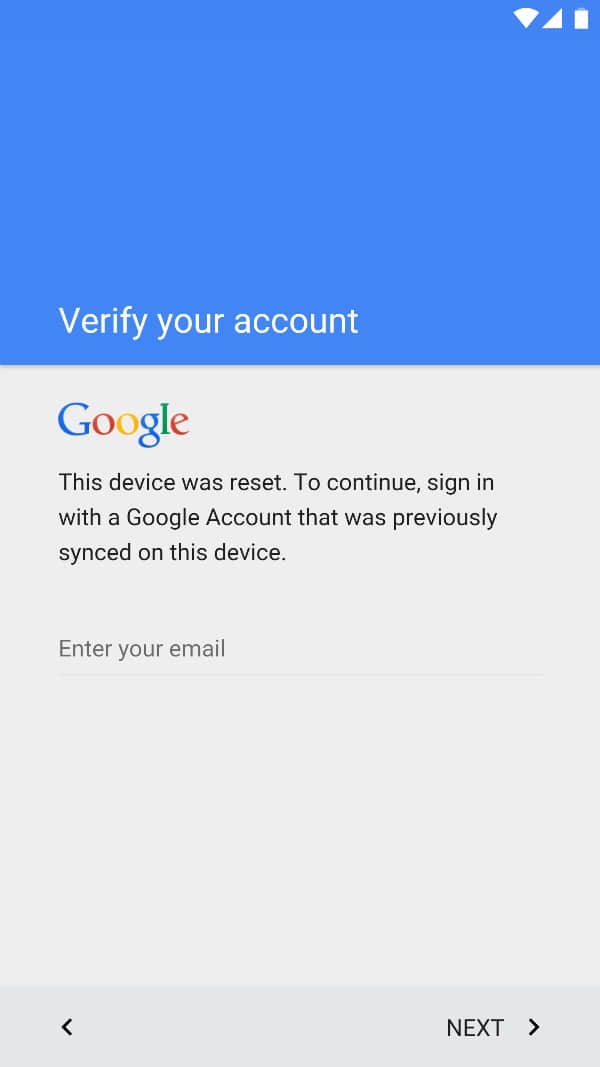 Verify your account
Google
This device was reset. To continue, sign in
with a Google Account that was previously
synced on this device.
Enter your email
NEXT